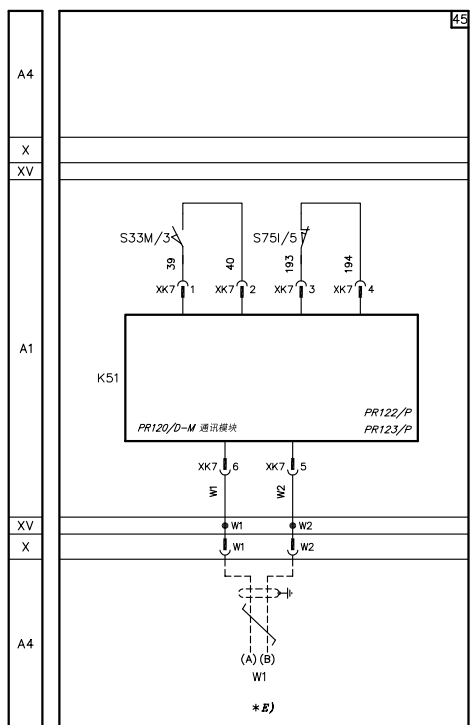 45
A4
X
XV
S33M/3
S75I/5
39
40
193
194
XK7 1
XK7 2
XK7 3
XK7 4
A1
K51
PR122/P
PR120/D-M 通讯模块
PR123/P
XK7 6
XK7 5
W1
W2
XV
W1
W2
X
W1
W2
A4
(A) (B)
W1
*E)